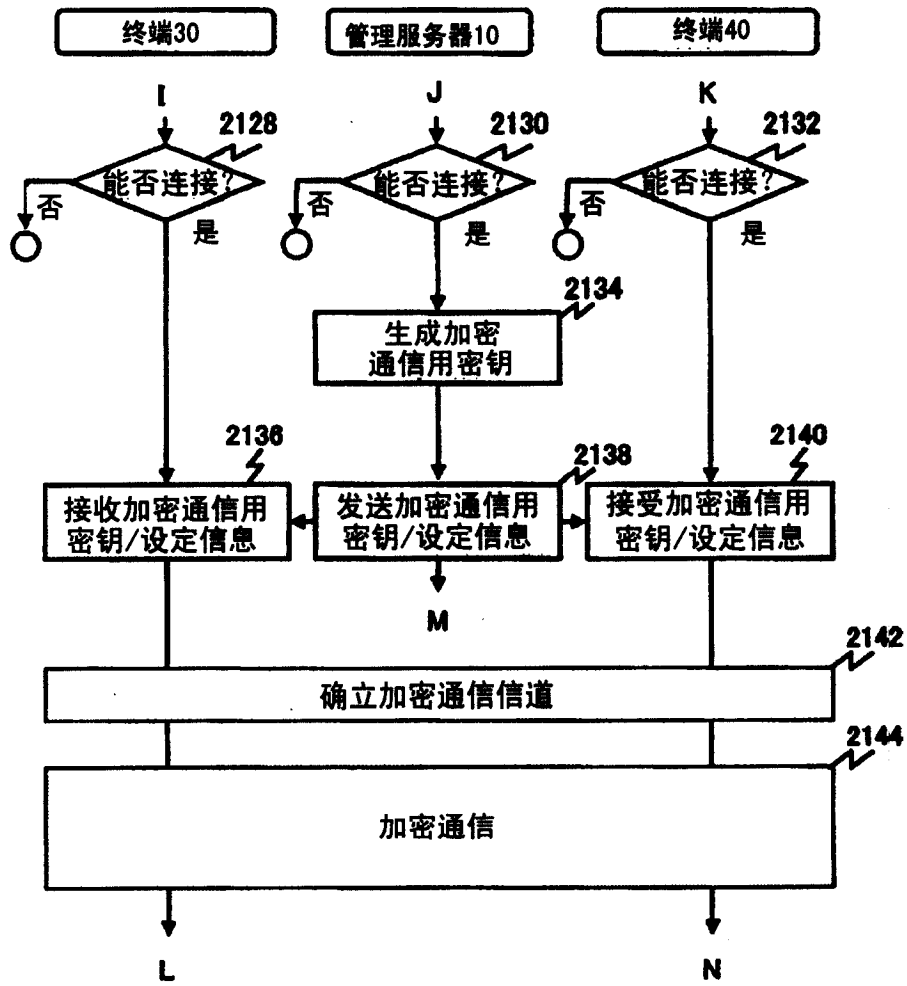 终端30
管理服务器10
终端40
I
J
K
2128
2130
2132
能否连接?
能否连接?
能否连接?
否
是
否
是
否
是
2134
生成加密
通信用密钥
2136
2138
2140
接收加密通信用
密钥/设定信息
发送加密通信用
密钥/设定信息
接受加密通信用
密钥/设定信息
M
2142
确立加密通信信道
2144
加密通信
L
N